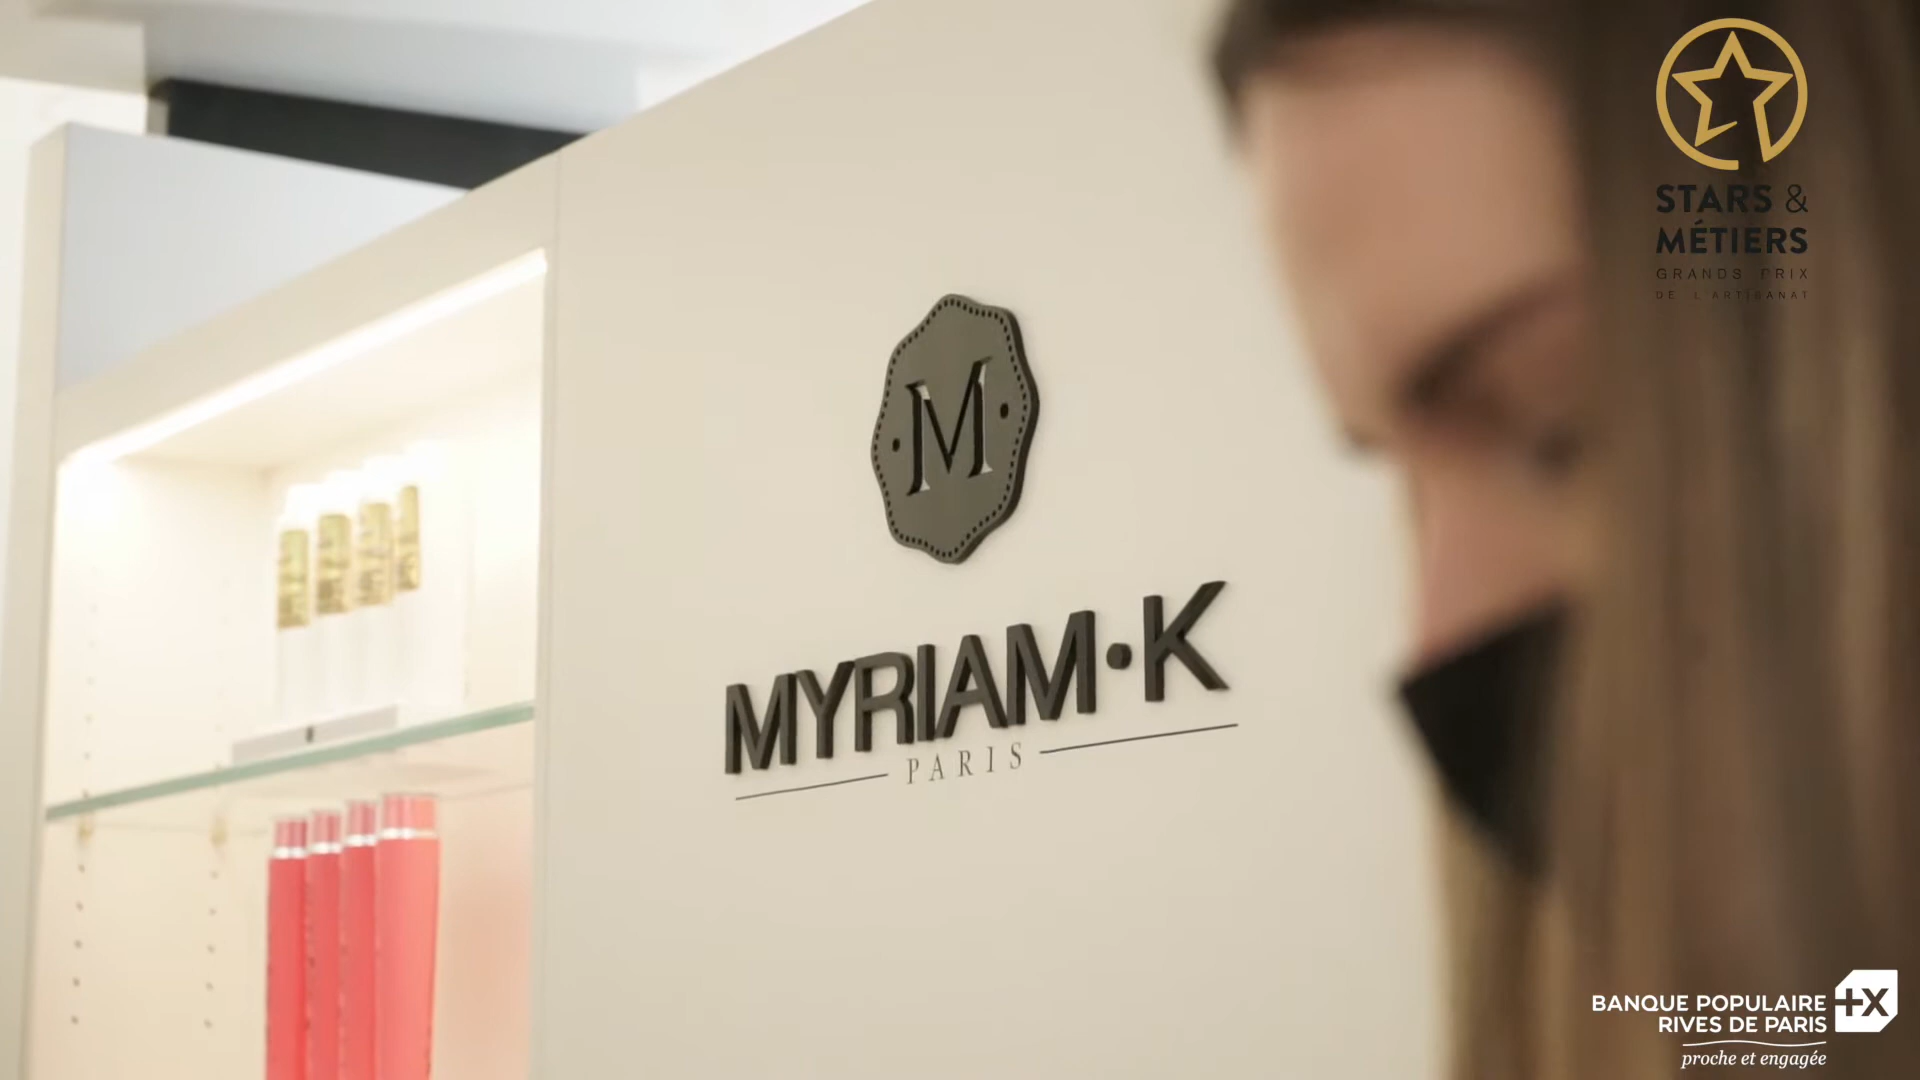 STARS &
MÉTIERS
GRANDS PRIX
DE L'ARTISANAT
M
MYRIAM·K
PARIS
BANQUE POPULAIRE
RIVES DE PARIS
+X
proche et engagée